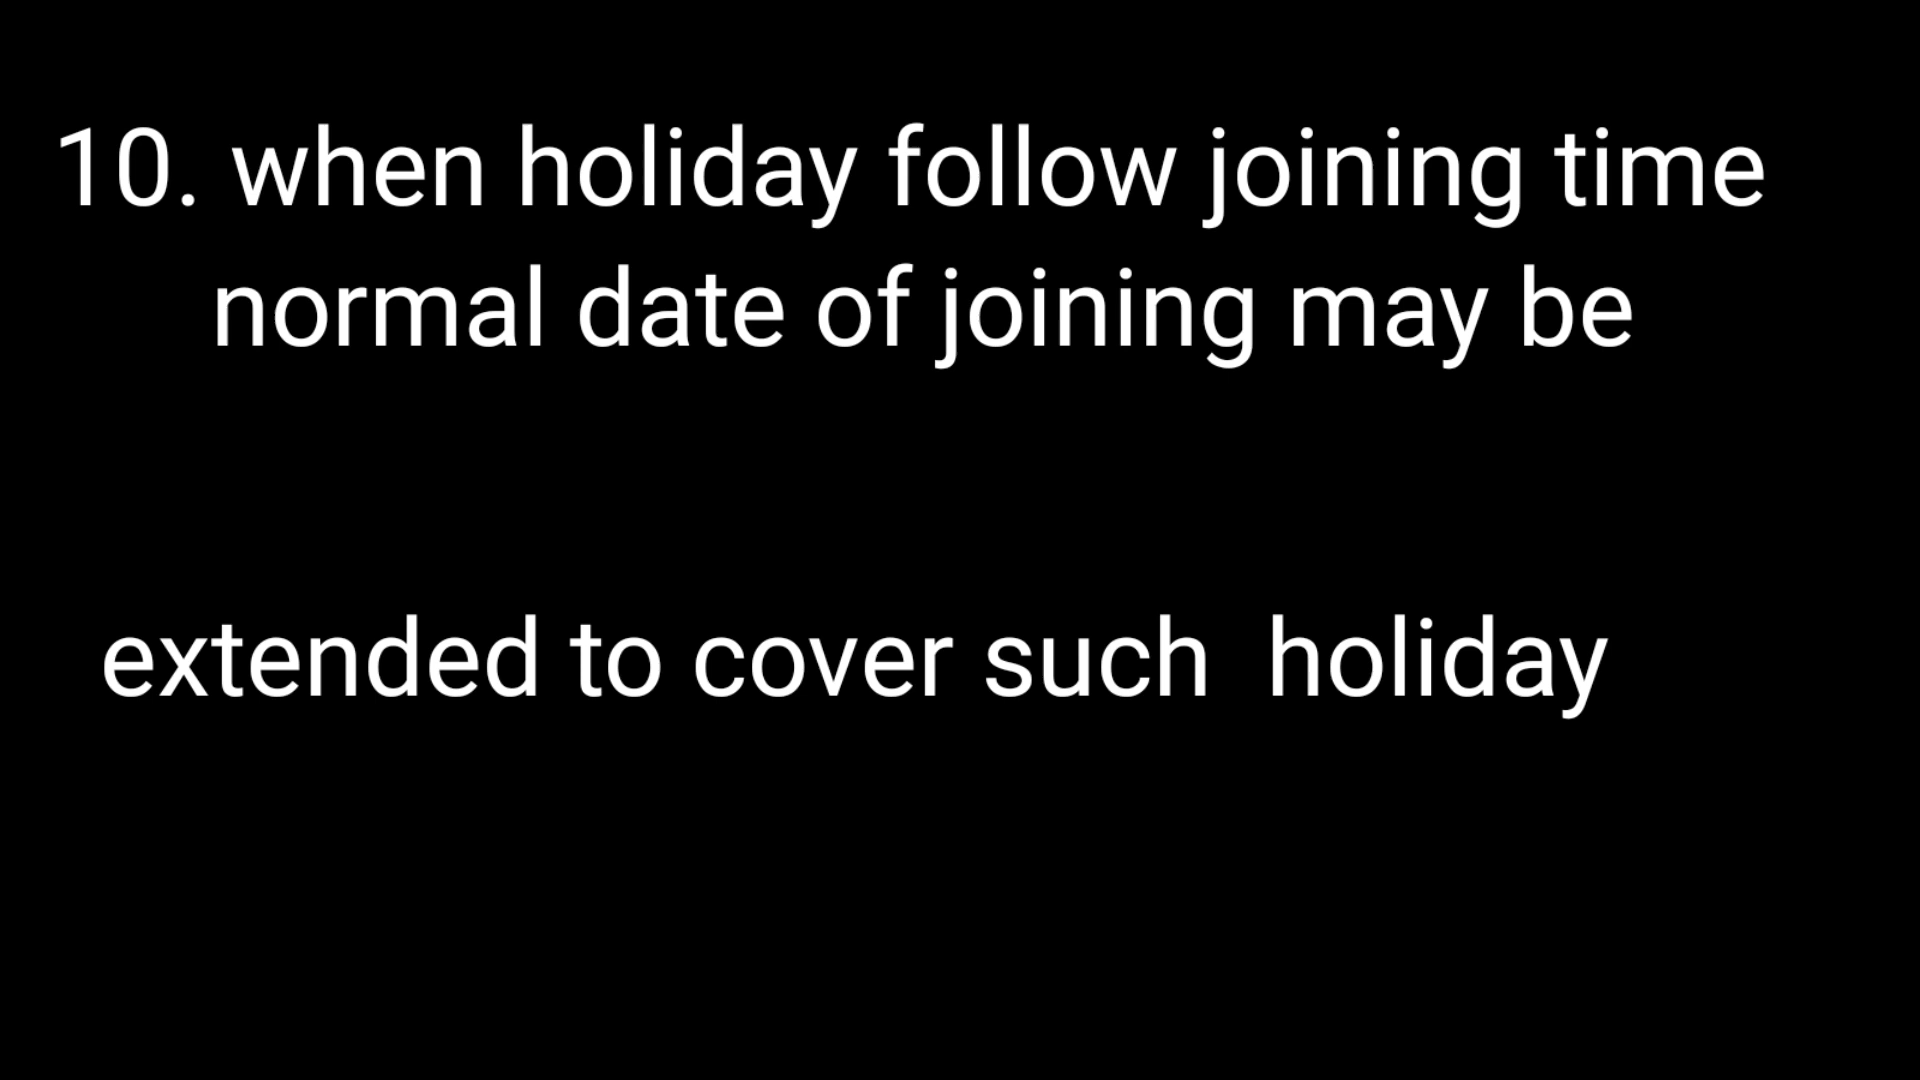 10. when holiday follow joining time
normal date of joining may be
extended to cover such  holiday